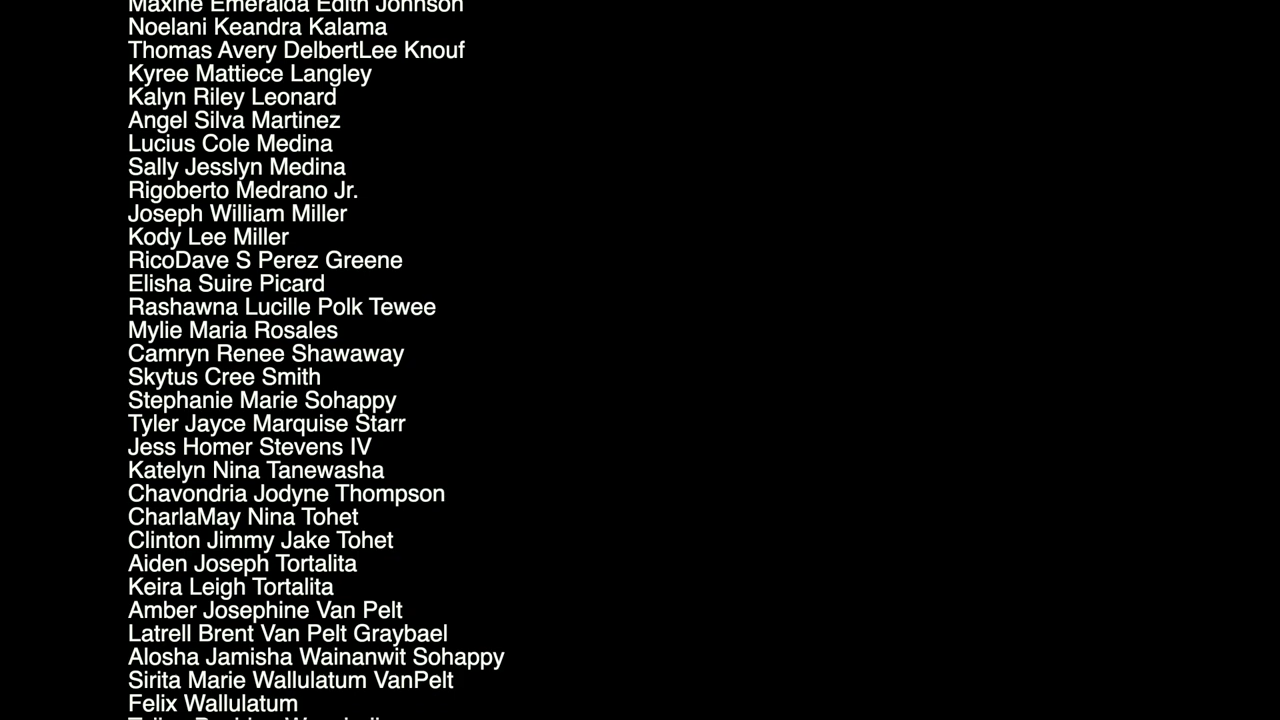 Maxine Emeralda Edith Johnson
Noelani Keandra Kalama
Thomas Avery DelbertLee Knouf
Kyree Mattiece Langley
Kalyn Riley Leonard
Angel Silva Martinez
Lucius Cole Medina
Sally Jesslyn Medina
Rigoberto Medrano Jr.
Joseph William Miller
Kody Lee Miller
RicoDave S Perez Greene
Elisha Suire Picard
Rashawna Lucille Polk Tewee
Mylie Maria Rosales
Camryn Renee Shawaway
Skytus Cree Smith
Stephanie Marie Sohappy
Tyler Jayce Marquise Starr
Jess Homer Stevens IV
Katelyn Nina Tanewasha
Chavondria Jodyne Thompson
CharlaMay Nina Tohet
Clinton Jimmy Jake Tohet
Aiden Joseph Tortalita
Keira Leigh Tortalita
Amber Josephine Van Pelt
Latrell Brent Van Pelt Graybael
Alosha Jamisha Wainanwit Sohappy
Sirita Marie Wallulatum VanPelt
Felix Wallulatum